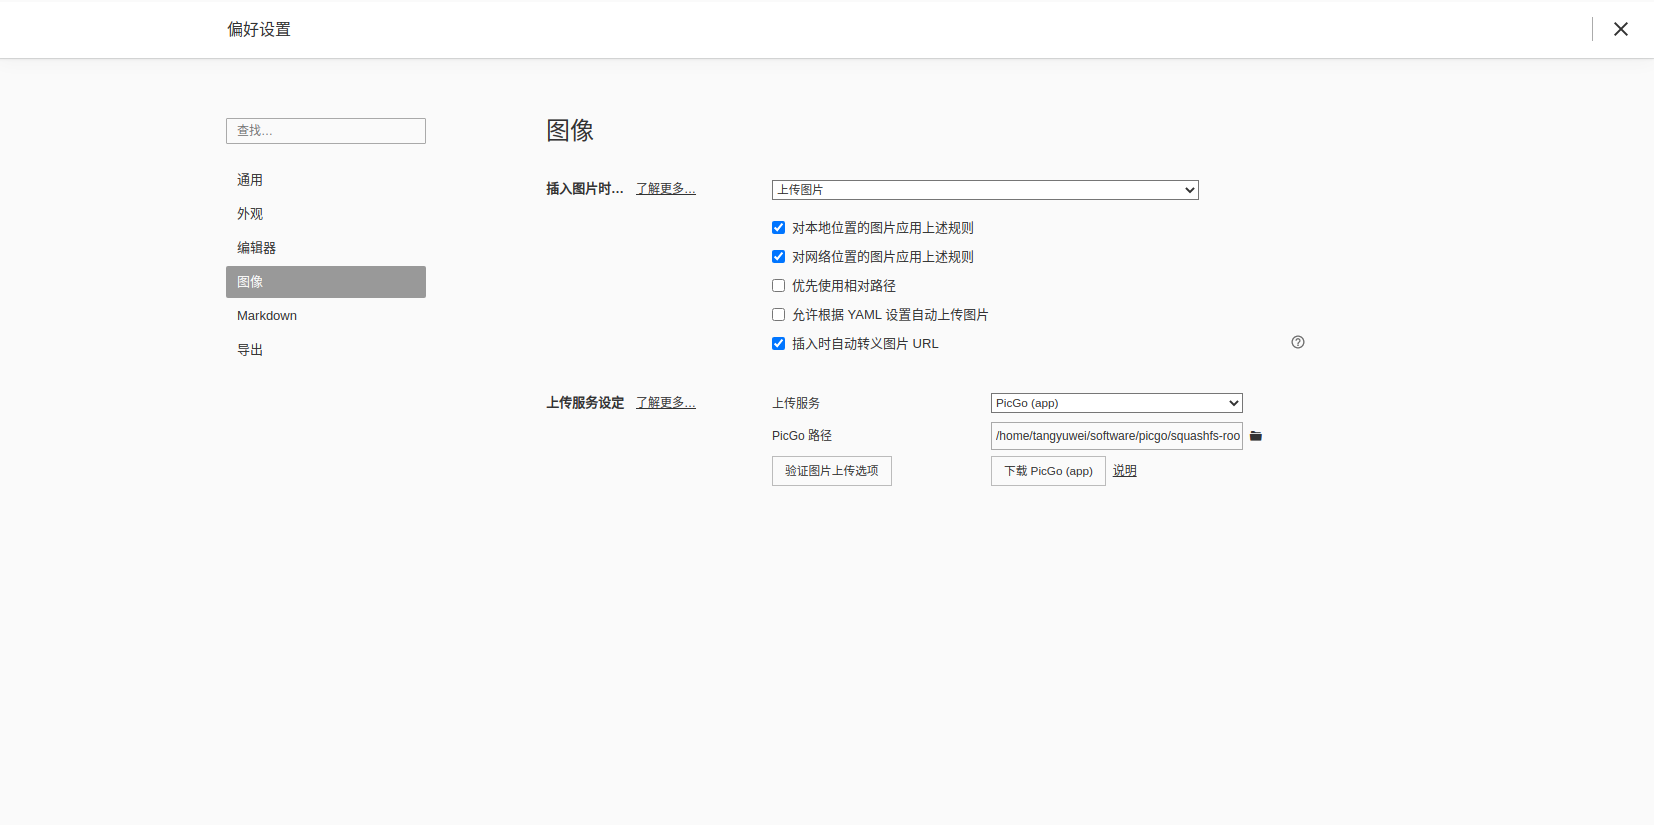 偏好设置
查找…
通用
外观
编辑器
图像
Markdown
导出
图像
插入图片时… 了解更多… 上传图片
对本地位置的图片应用上述规则
对网络位置的图片应用上述规则
优先使用相对路径
允许根据 YAML 设置自动上传图片
插入时自动转义图片 URL
上传服务设定 了解更多… 上传服务 PicGo (app)
PicGo 路径 /home/tangyuwei/software/picgo/squashfs-roo
验证图片上传选项 下载 PicGo (app) 说明